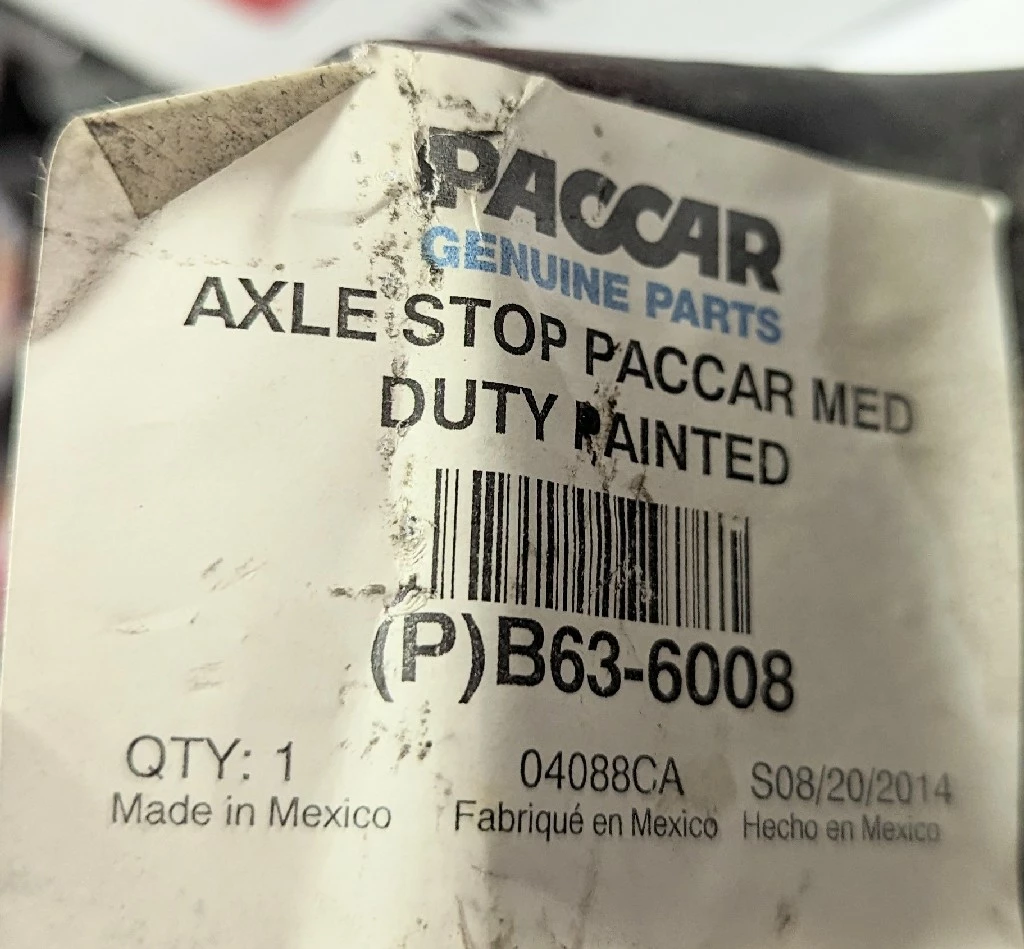 PACCAR
GENUINE PARTS
AXLE STOP PACCAR MED
DUTY PAINTED
(P)B63-6008
QTY: 1 04088CA S08/20/2014
Made in Mexico Fabriqué en Mexico Hecho en Mexico